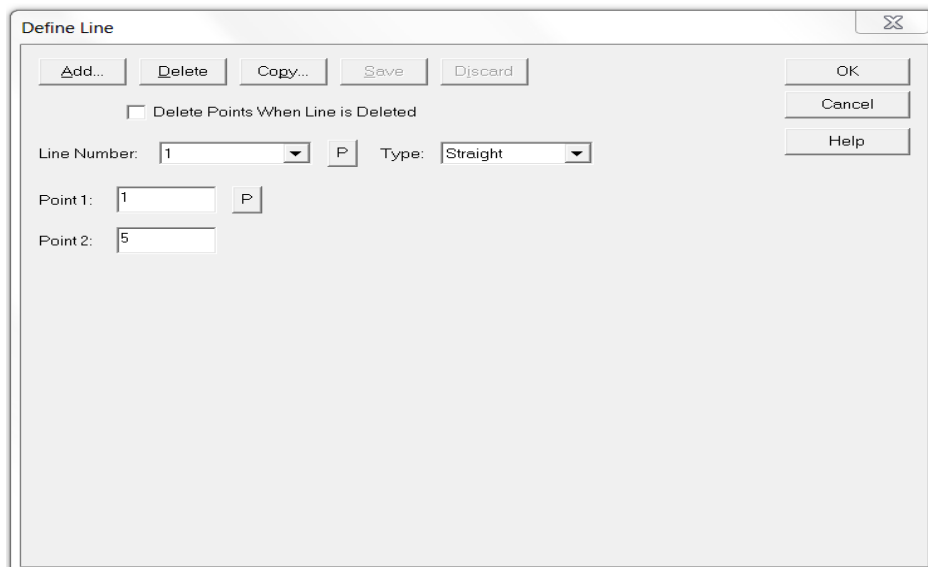 Define Line
Add... Delete Copy... Save Discard OK
Delete Points When Line is Deleted Cancel
Line Number: 1 P Type: Straight Help
Point 1: 1 P
Point 2: 5